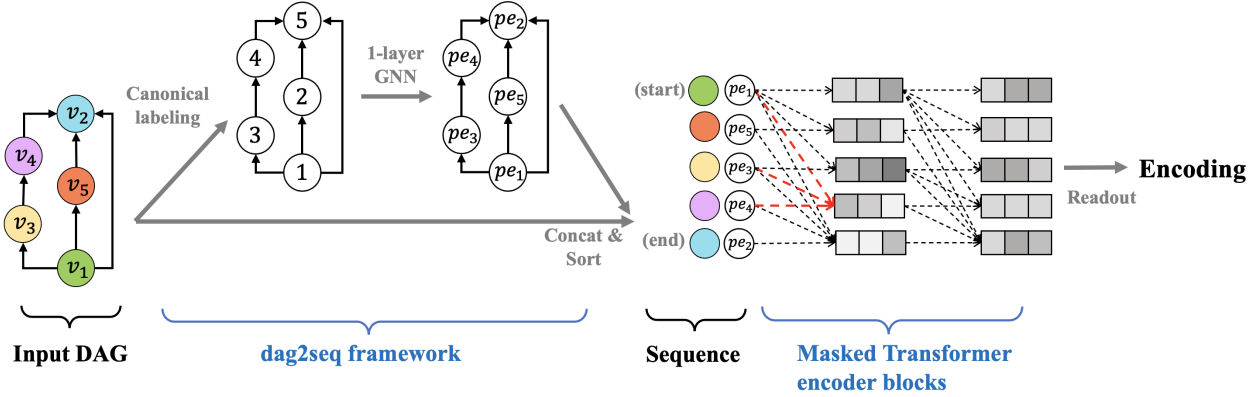 v₂
v₄
v₅
v₃
v₁
Input DAG
Canonical
labeling
5
4
2
3
1
1-layer
GNN
pe₂
pe₄
pe₅
pe₃
pe₁
dag2seq framework
Concat &
Sort
(start) pe₁
pe₅
pe₃
pe₄
(end) pe₂
Sequence
Masked Transformer
encoder blocks
Readout
Encoding